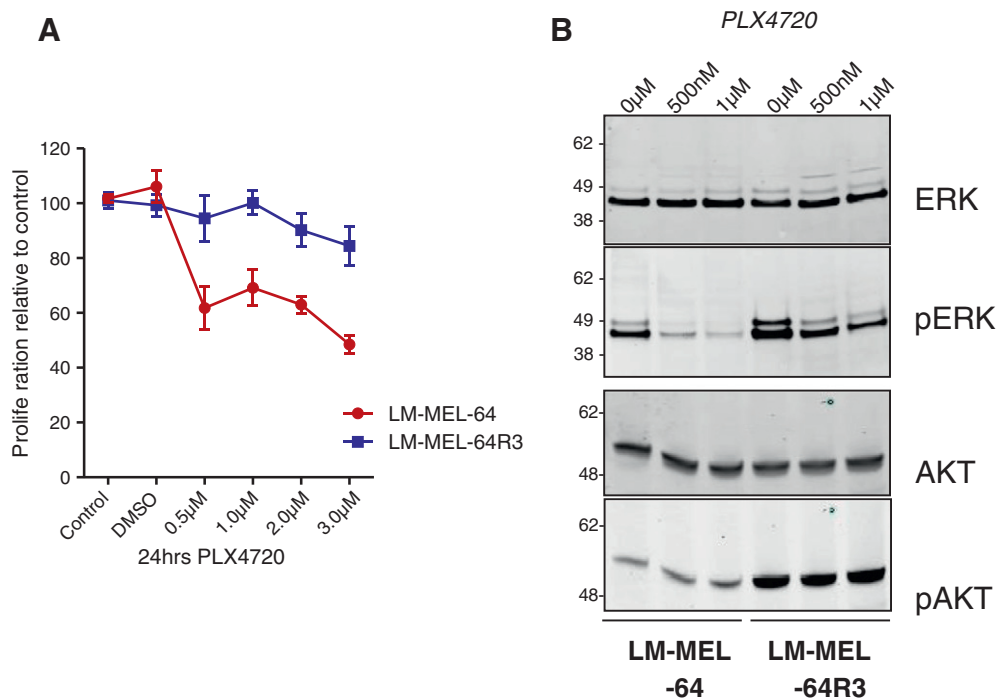 A
Prolife ration relative to control
120
100
80
60
40
20
0
LM-MEL-64
LM-MEL-64R3
Control
DMSO
0.5µM
1.0µM
2.0µM
3.0µM
24hrs PLX4720
B
PLX4720
0µM
500nM
1µM
0µM
500nM
1µM
62
49
38
ERK
62
49
38
pERK
62
48
AKT
62
48
pAKT
LM-MEL
-64
LM-MEL
-64R3